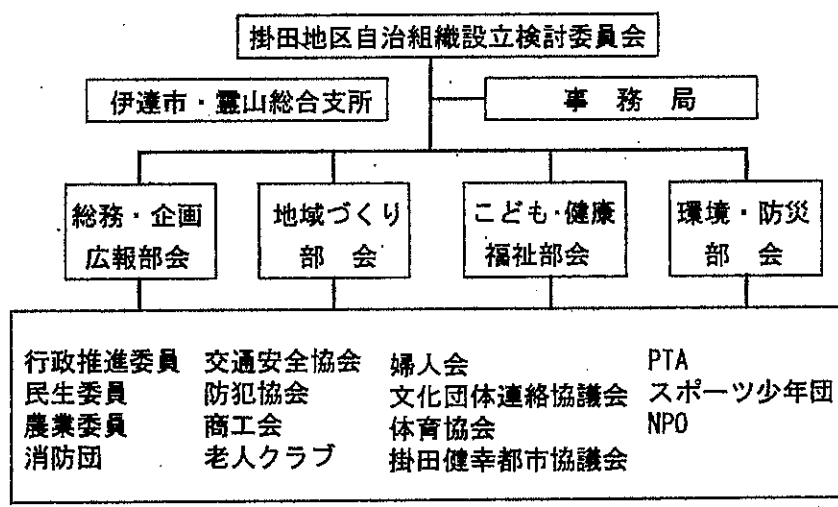 掛田地区自治組織設立検討委員会
伊達市・霊山総合支所
事　務　局
総務・企画
広報部会
地域づくり
部　会
こども・健康
福祉部会
環境・防災
部　会
行政推進委員
民生委員
農業委員
消防団
交通安全協会
防犯協会
商工会
老人クラブ
婦人会
文化団体連絡協議会
体育協会
掛田健幸都市協議会
PTA
スポーツ少年団
NPO